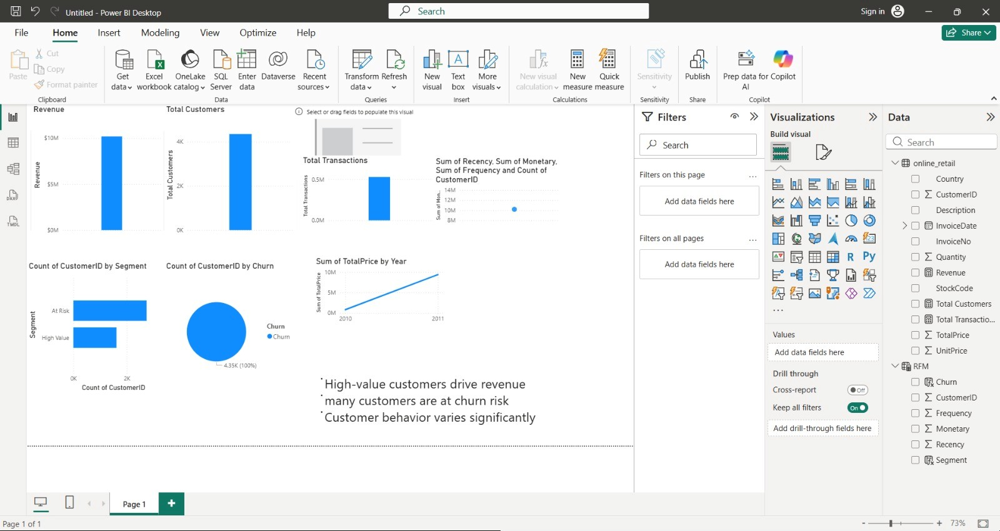 Untitled - Power BI Desktop
Search
Sign in
File
Home
Insert
Modeling
View
Optimize
Help
Share
Paste
Cut
Copy
Format painter
Clipboard
Get data
Excel workbook
OneLake catalog
SQL Server
Enter data
Dataverse
Recent sources
Data
Transform data
Refresh
Queries
New visual
Text box
More visuals
Insert
New visual calculation
New measure
Quick measure
Calculations
Sensitivity
Sensitivity
Publish
Share
Prep data for AI
Copilot
Copilot
Revenue
$10M
$5M
$0M
Revenue
Total Customers
4K
2K
0K
Total Customers
Select or drag fields to populate this visual
Total Transactions
0.5M
0.0M
Total Transactions
Sum of Recency, Sum of Monetary,
Sum of Frequency and Count of
CustomerID
14M
12M
10M
8M
Sum of Mon...
Count of CustomerID by Segment
Segment
At Risk
High Value
0K
2K
Count of CustomerID
Count of CustomerID by Churn
Churn
Churn
4.35K (100%)
Sum of TotalPrice by Year
10M
5M
0M
Sum of TotalPrice
2010
2011
High-value customers drive revenue
many customers are at churn risk
Customer behavior varies significantly
Filters
Search
Filters on this page
...
Add data fields here
Filters on all pages
...
Add data fields here
Visualizations
Build visual
123
R
Py
...
Values
Add data fields here
Drill through
Cross-report
Off
Keep all filters
On
Add drill-through fields here
Data
Search
online_retail
Country
CustomerID
Description
InvoiceDate
InvoiceNo
Quantity
Revenue
StockCode
Total Customers
Total Transactio...
TotalPrice
UnitPrice
RFM
Churn
CustomerID
Frequency
Monetary
Recency
Segment
DAX
TMDL
Page 1
Page 1 of 1
73%